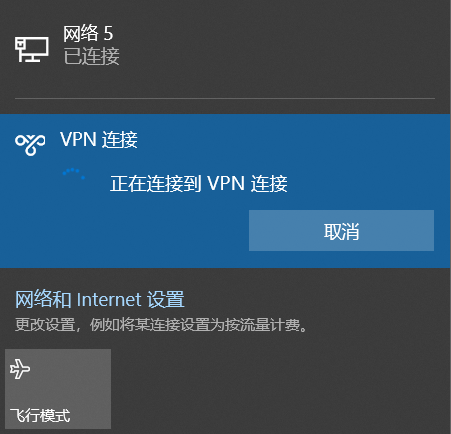 网络 5
已连接
VPN 连接
正在连接到 VPN 连接
取消
网络和 Internet 设置
更改设置，例如将某连接设置为按流量计费。
飞行模式